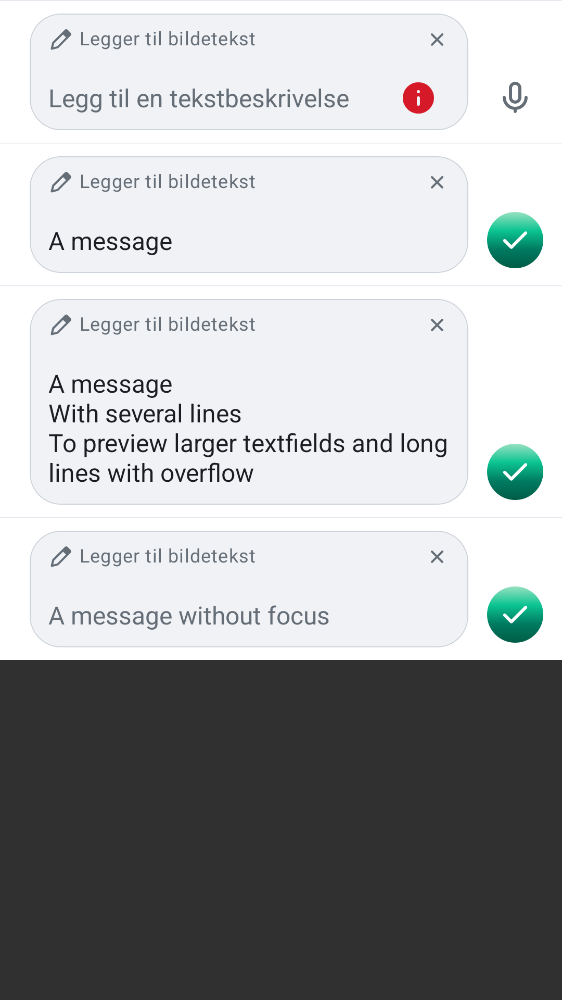 Legger til bildetekst
Legg til en tekstbeskrivelse
Legger til bildetekst
A message
Legger til bildetekst
A message
With several lines
To preview larger textfields and long
lines with overflow
Legger til bildetekst
A message without focus